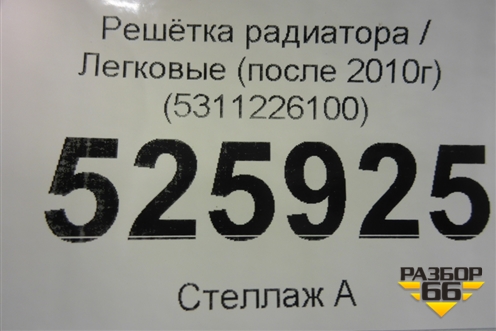 Решётка радиатора /
Легковые (после 2010г)
(5311226100)
525925
Стеллаж А
РАЗБОР
66